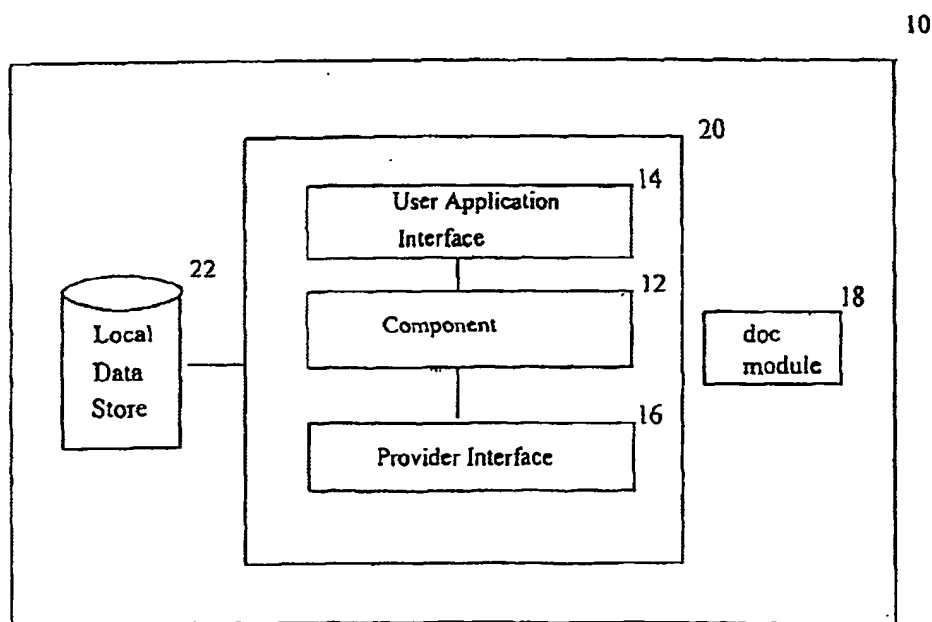 10
20
14
User Application
Interface
22
12
Local
Data
Store
Component
18
doc
module
16
Provider Interface